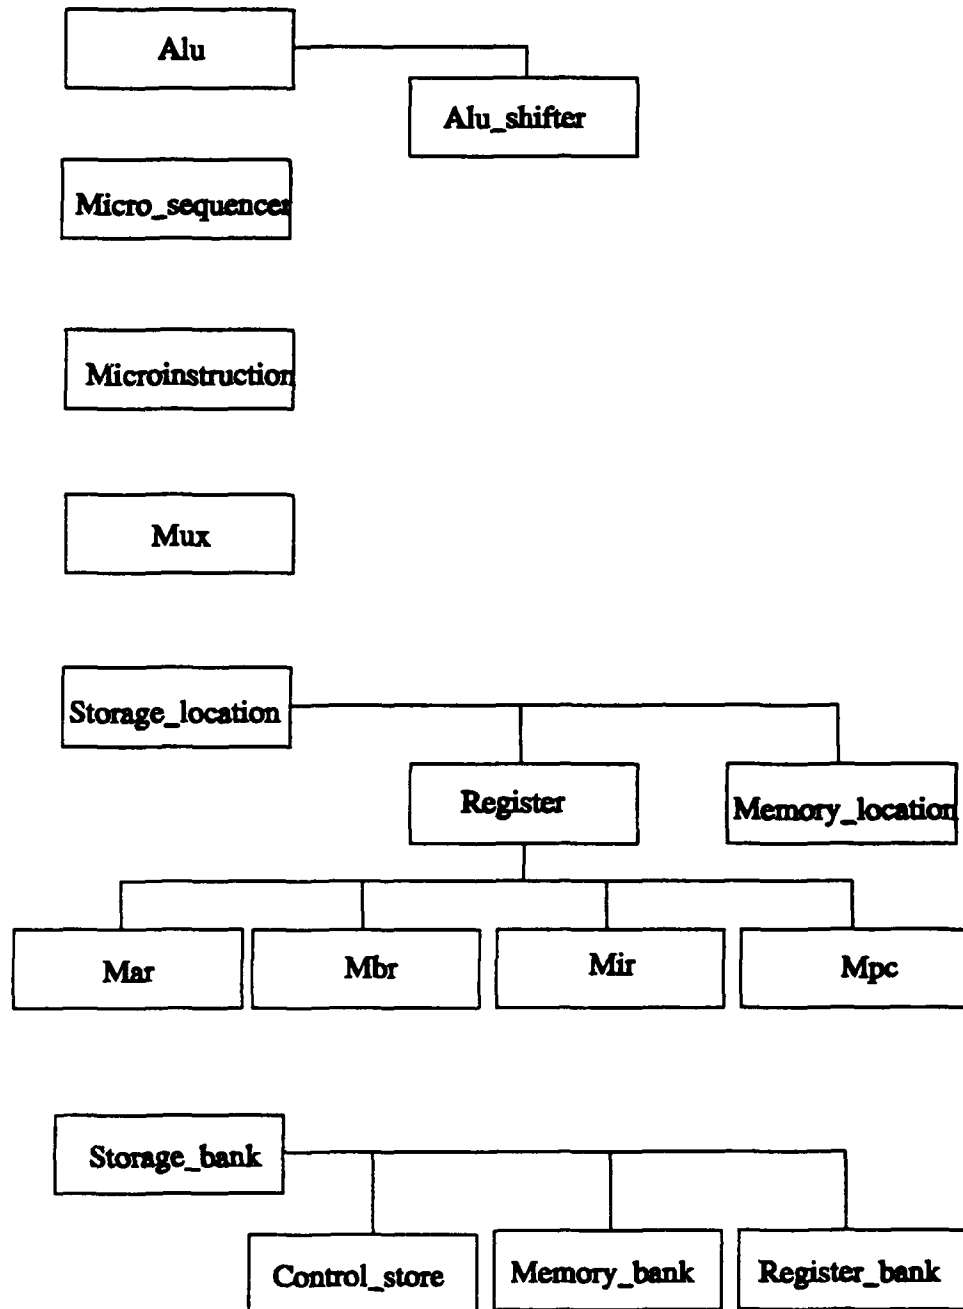 Alu
Alu_shifter
Micro_sequencer
Microinstruction
Mux
Storage_location
Register
Memory_location
Mar
Mbr
Mir
Mpc
Storage_bank
Control_store
Memory_bank
Register_bank